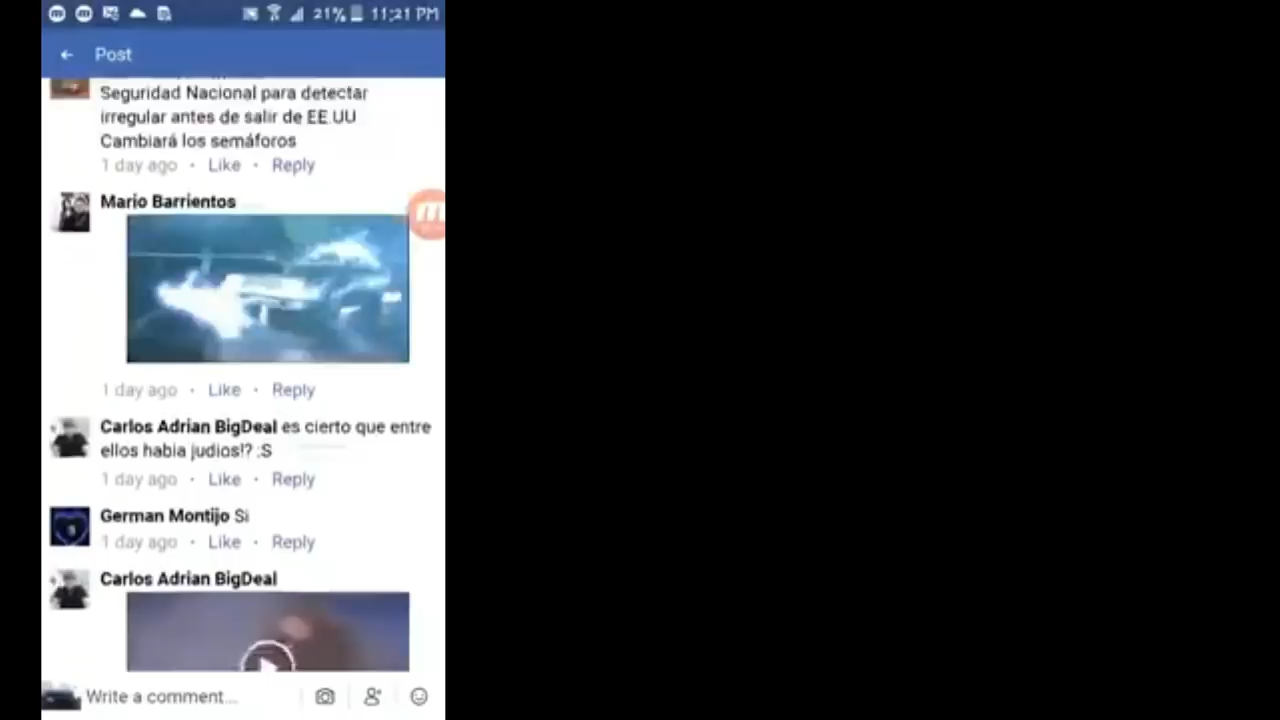 21% 11:21 PM
Post
Seguridad Nacional para detectar
irregular antes de salir de EE.UU
Cambiará los semáforos
1 day ago · Like · Reply
Mario Barrientos
1 day ago · Like · Reply
Carlos Adrian BigDeal es cierto que entre
ellos habia judios!? :S
1 day ago · Like · Reply
German Montijo Si
1 day ago · Like · Reply
Carlos Adrian BigDeal
Write a comment...